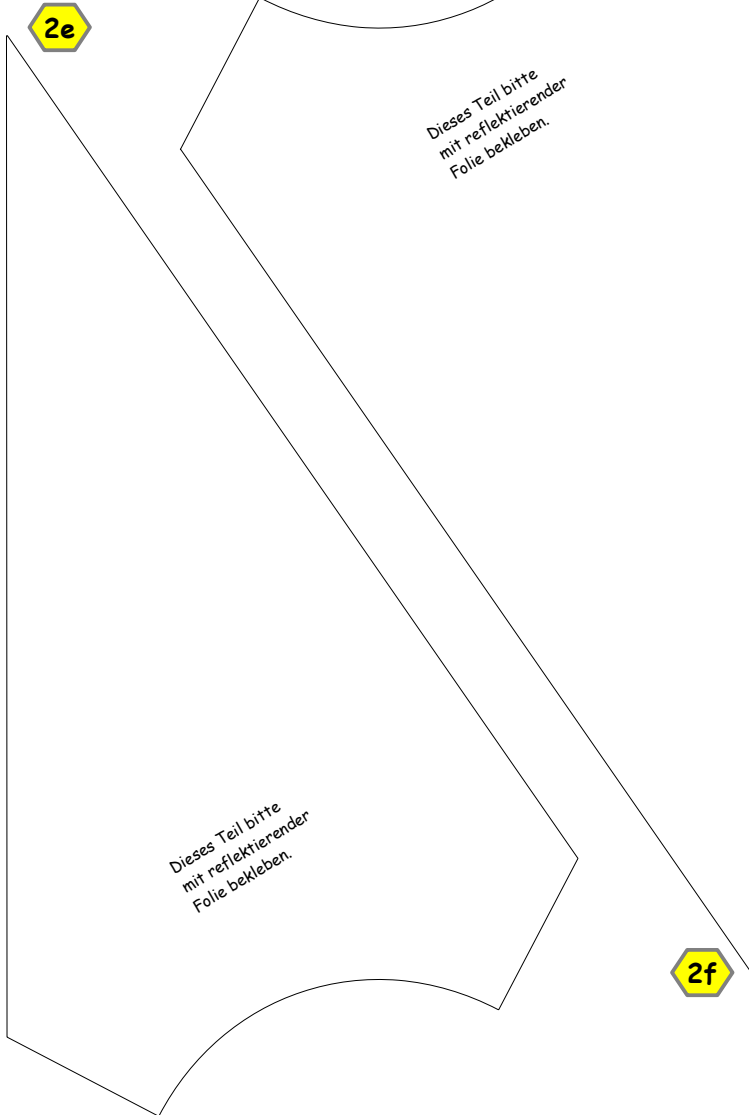 2e
Dieses Teil bitte
mit reflektierender
Folie bekleben.
Dieses Teil bitte
mit reflektierender
Folie bekleben.
2f